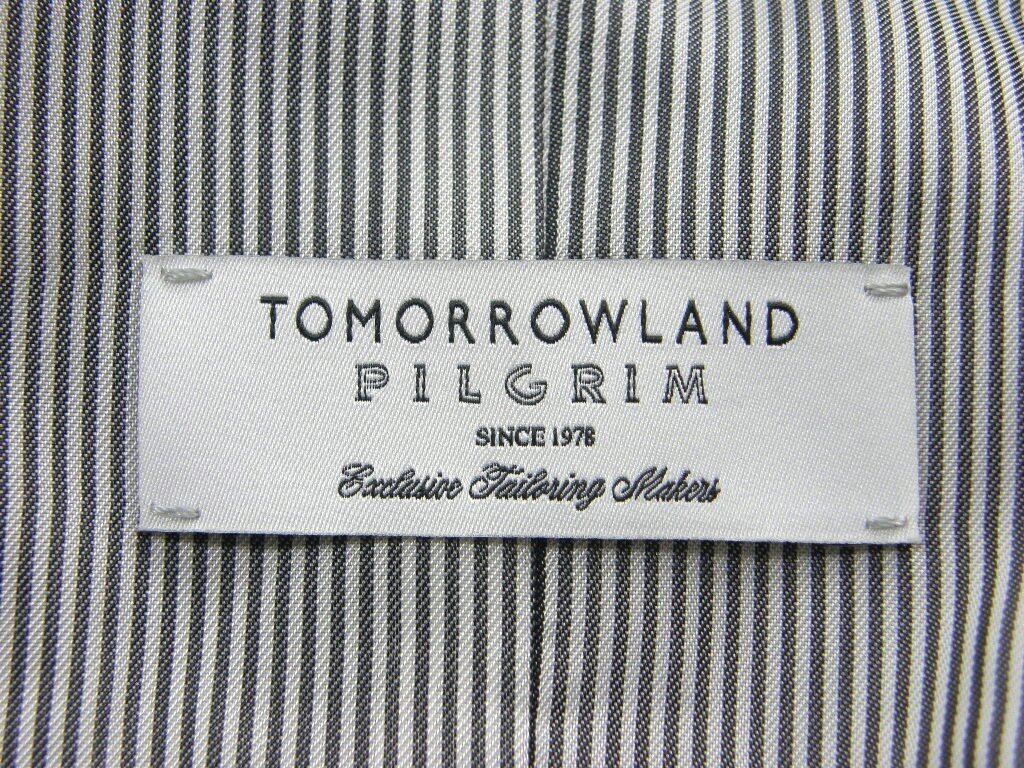 TOMORROWLAND
PILGRIM
SINCE 1978
Exclusive Tailoring Makers